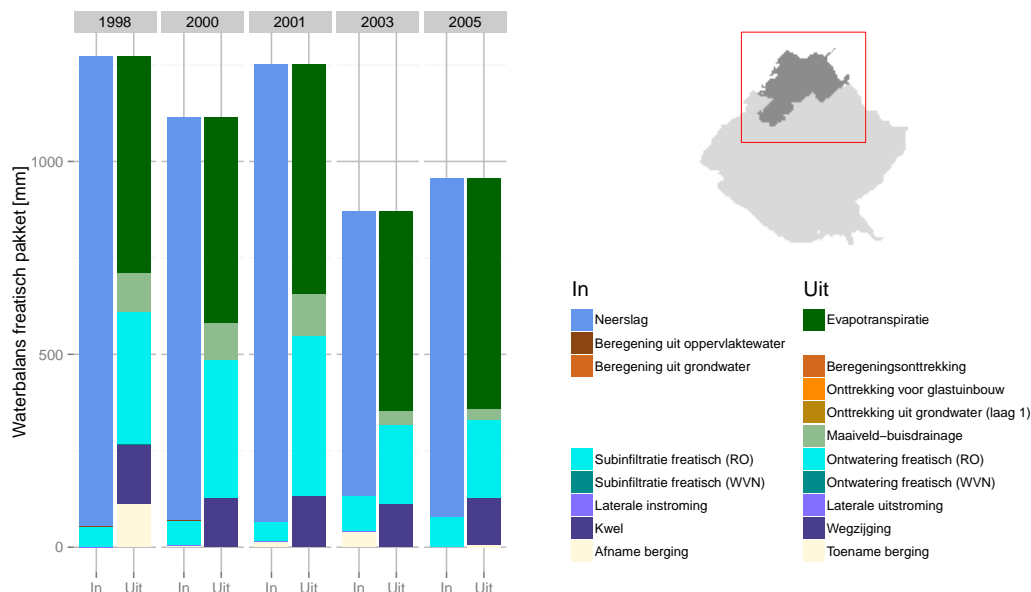 1998 2000 2001 2003 2005
Waterbalans freatisch pakket [mm]
1000
500
0
In Uit In Uit In Uit In Uit In Uit
In
Neerslag
Beregening uit oppervlaktewater
Beregening uit grondwater
Subinfiltratie freatisch (RO)
Subinfiltratie freatisch (WVN)
Laterale instroming
Kwel
Afname berging
Uit
Evapotranspiratie
Beregeningsonttrekking
Onttrekking voor glastuinbouw
Onttrekking uit grondwater (laag 1)
Maaiveld−buisdrainage
Ontwatering freatisch (RO)
Ontwatering freatisch (WVN)
Laterale uitstroming
Wegzijging
Toename berging